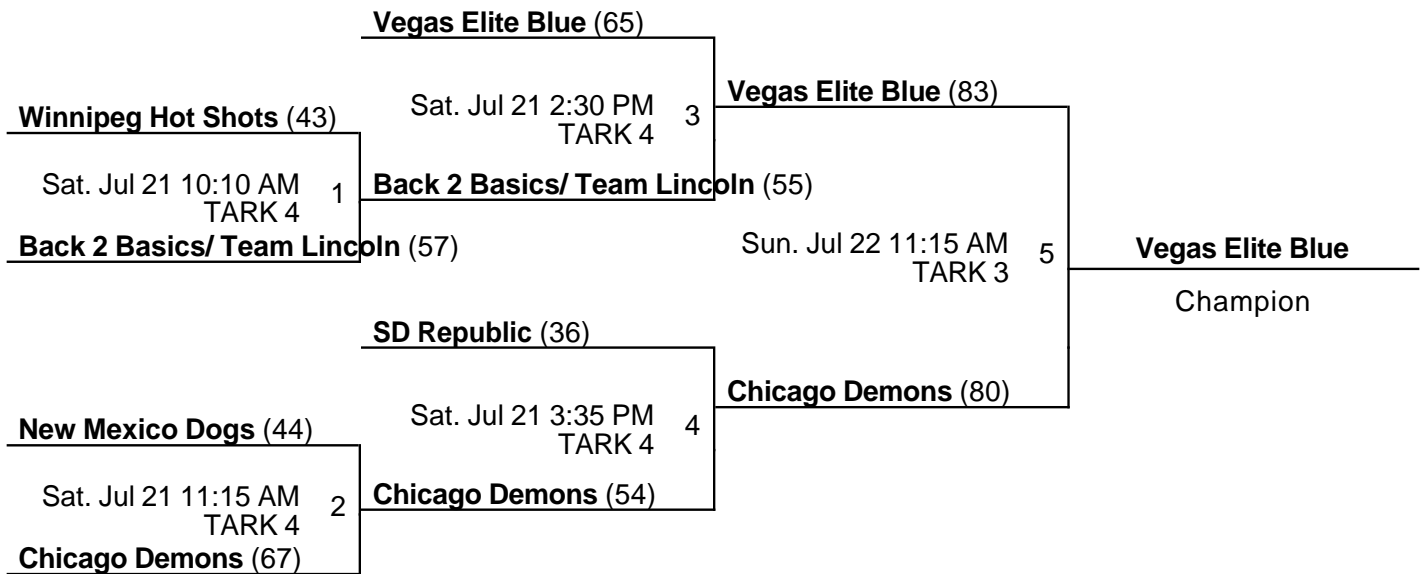 Vegas Elite Blue (65)
Sat. Jul 21 2:30 PM
TARK 4
3
Vegas Elite Blue (83)
Winnipeg Hot Shots (43)
Sat. Jul 21 10:10 AM
TARK 4
1
Back 2 Basics/ Team Lincoln (55)
Back 2 Basics/ Team Lincoln (57)
Sun. Jul 22 11:15 AM
TARK 3
5
Vegas Elite Blue
Champion
SD Republic (36)
Sat. Jul 21 3:35 PM
TARK 4
4
Chicago Demons (80)
New Mexico Dogs (44)
Sat. Jul 21 11:15 AM
TARK 4
2
Chicago Demons (54)
Chicago Demons (67)